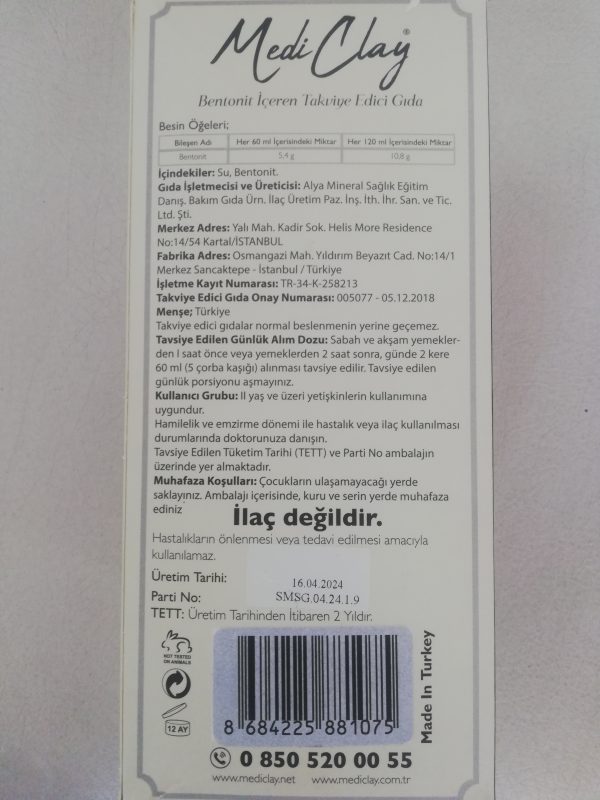 Medi Clay®
Bentonit İçeren Takviye Edici Gıda
Besin Öğeleri;
Bileşen Adı Her 60 ml İçerisindeki Miktar Her 120 ml İçerisindeki Miktar
Bentonit 5,4 g 10,8 g
İçindekiler: Su, Bentonit.
Gıda İşletmecisi ve Üreticisi: Alya Mineral Sağlık Eğitim
Danış. Bakım Gıda Ürn. İlaç Üretim Paz. İnş. İth. İhr. San. ve Tic.
Ltd. Şti.
Merkez Adres: Yalı Mah. Kadir Sok. Helis More Residence
No:14/54 Kartal/İSTANBUL
Fabrika Adres: Osmangazi Mah. Yıldırım Beyazıt Cad. No:14/1
Merkez Sancaktepe - İstanbul / Türkiye
İşletme Kayıt Numarası: TR-34-K-258213
Takviye Edici Gıda Onay Numarası: 005077 - 05.12.2018
Menşe; Türkiye
Takviye edici gıdalar normal beslenmenin yerine geçemez.
Tavsiye Edilen Günlük Alım Dozu: Sabah ve akşam yemekler-
den I saat önce veya yemeklerden 2 saat sonra, günde 2 kere
60 ml (5 çorba kaşığı) alınması tavsiye edilir. Tavsiye edilen
günlük porsiyonu aşmayınız.
Kullanıcı Grubu: II yaş ve üzeri yetişkinlerin kullanımına
uygundur.
Hamilelik ve emzirme dönemi ile hastalık veya ilaç kullanılması
durumlarında doktorunuza danışın.
Tavsiye Edilen Tüketim Tarihi (TETT) ve Parti No ambalajın
üzerinde yer almaktadır.
Muhafaza Koşulları: Çocukların ulaşamayacağı yerde
saklayınız. Ambalajı içerisinde, kuru ve serin yerde muhafaza
ediniz
İlaç değildir.
Hastalıkların önlenmesi veya tedavi edilmesi amacıyla
kullanılamaz.
Üretim Tarihi: 16.04.2024
Parti No: SMSG.04.24.1.9
TETT: Üretim Tarihinden İtibaren 2 Yıldır.
NOT TESTED
ON ANIMALS
12 AY
8 684225 881075
Made In Turkey
0 850 520 00 55
www.mediclay.net www.mediclay.com.tr